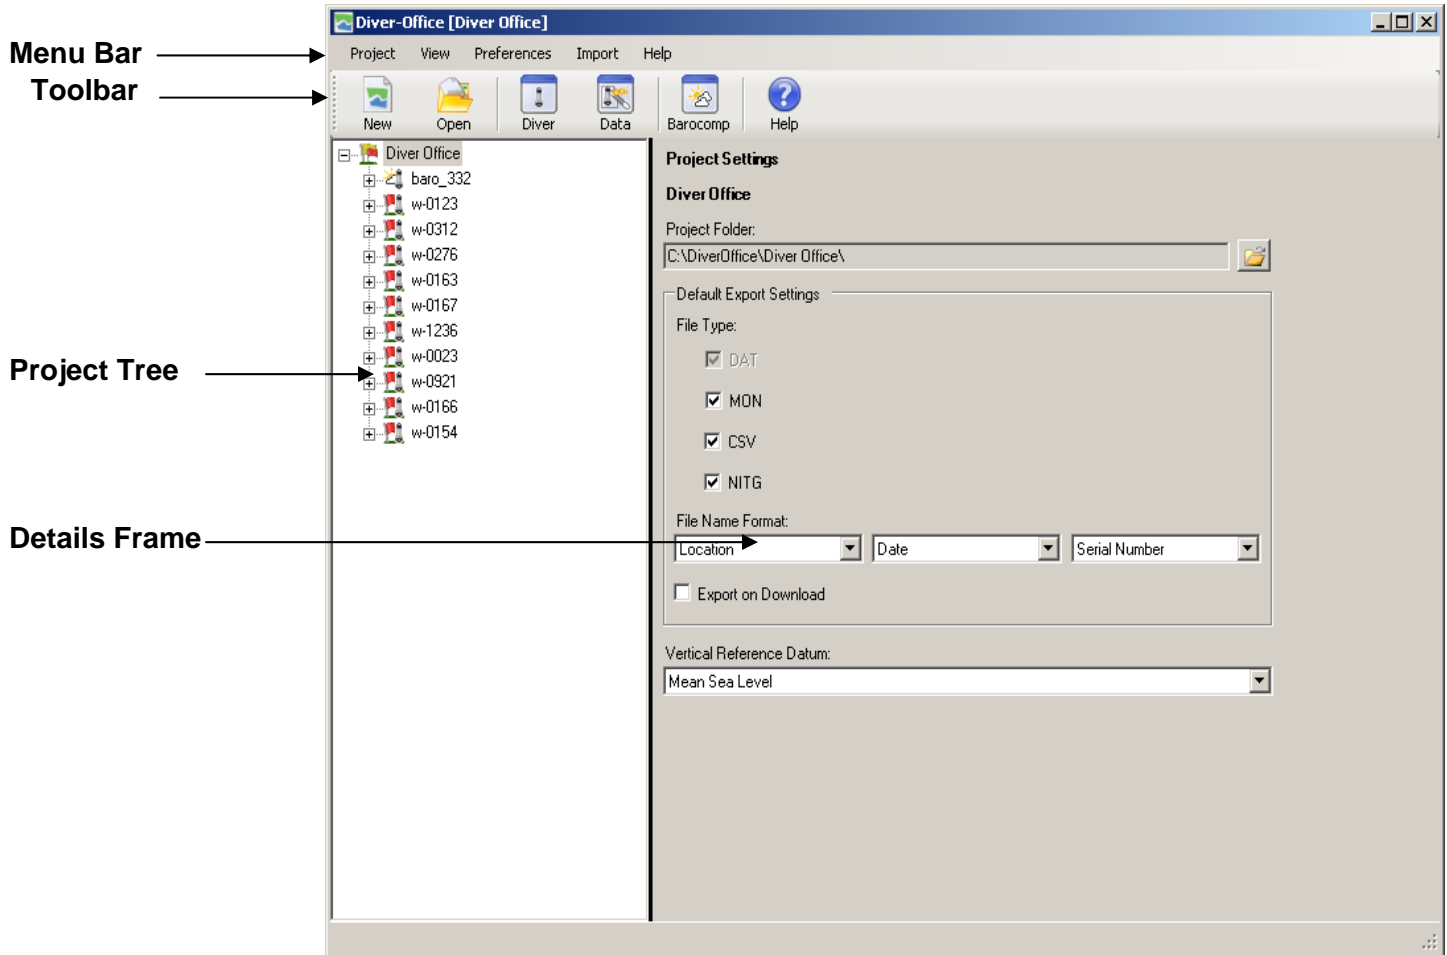 Diver-Office [Diver Office]
Menu Bar
Project View Preferences Import Help
Toolbar
New Open Diver Data Barocomp Help
Diver Office
baro_332
w-0123
w-0312
w-0276
w-0163
w-0167
w-1236
w-0023
w-0921
w-0166
w-0154
Project Tree
Details Frame
Project Settings
Diver Office
Project Folder:
C:\DiverOffice\Diver Office\
Default Export Settings
File Type:
DAT
MON
CSV
NITG
File Name Format:
Location Date Serial Number
Export on Download
Vertical Reference Datum:
Mean Sea Level